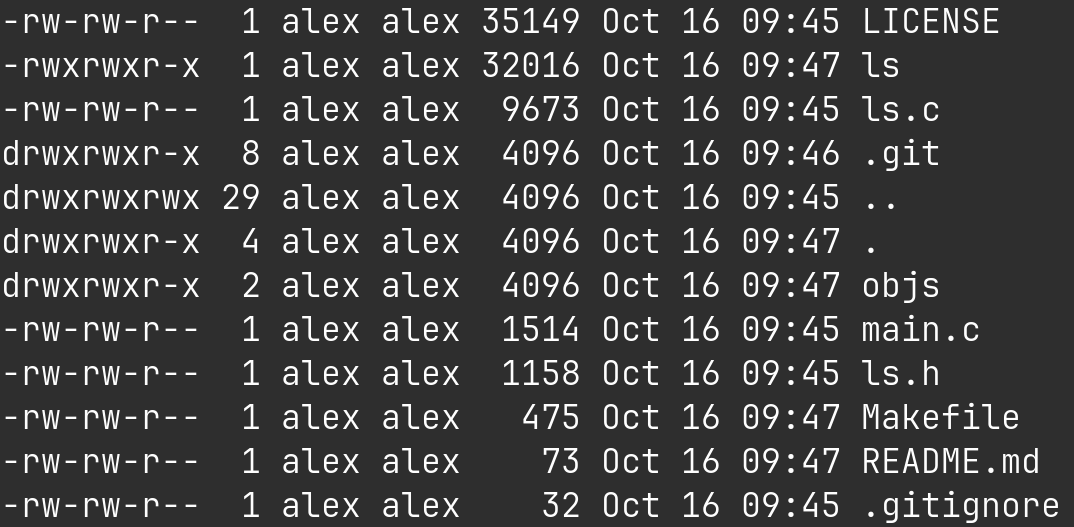 -rw-rw-r--  1 alex alex 35149 Oct 16 09:45 LICENSE
-rwxrwxr-x  1 alex alex 32016 Oct 16 09:47 ls
-rw-rw-r--  1 alex alex  9673 Oct 16 09:45 ls.c
drwxrwxr-x  8 alex alex  4096 Oct 16 09:46 .git
drwxrwxrwx 29 alex alex  4096 Oct 16 09:45 ..
drwxrwxr-x  4 alex alex  4096 Oct 16 09:47 .
drwxrwxr-x  2 alex alex  4096 Oct 16 09:47 objs
-rw-rw-r--  1 alex alex  1514 Oct 16 09:45 main.c
-rw-rw-r--  1 alex alex  1158 Oct 16 09:45 ls.h
-rw-rw-r--  1 alex alex   475 Oct 16 09:47 Makefile
-rw-rw-r--  1 alex alex    73 Oct 16 09:47 README.md
-rw-rw-r--  1 alex alex    32 Oct 16 09:45 .gitignore